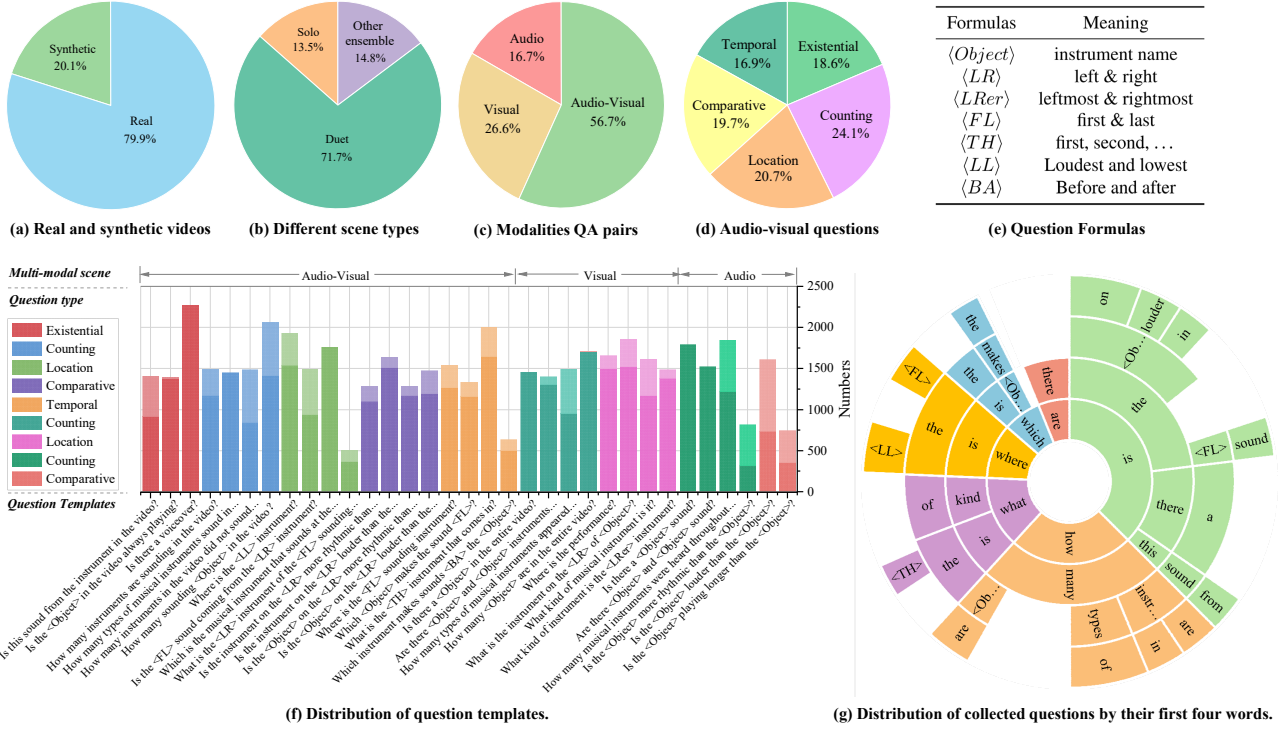 Synthetic
20.1%
Real
79.9%
(a) Real and synthetic videos
Solo
13.5%
Other
ensemble
14.8%
Duet
71.7%
(b) Different scene types
Audio
16.7%
Visual
26.6%
Audio-Visual
56.7%
(c) Modalities QA pairs
Temporal
16.9%
Existential
18.6%
Comparative
19.7%
Counting
24.1%
Location
20.7%
(d) Audio-visual questions
Formulas Meaning
⟨Object⟩ instrument name
⟨LR⟩ left & right
⟨LRer⟩ leftmost & rightmost
⟨FL⟩ first & last
⟨TH⟩ first, second, ...
⟨LL⟩ Loudest and lowest
⟨BA⟩ Before and after
(e) Question Formulas
Multi-modal scene
Audio-Visual Visual Audio
Question type
Existential
Counting
Location
Comparative
Temporal
Counting
Location
Counting
Comparative
Question Templates
2500
2000
1500
1000
500
0
Numbers
Is this sound from the instrument in the video?
Is the <Object> in the video always playing?
Is there a voiceover?
How many instruments are sounding in the video?
How many types of musical instruments sound in...
How many instruments in the video did not sound...
How many sounding <Object> in the video?
Where is the <LL> instrument?
Is the <FL> sound coming from the <LR> instrument?
Which is the musical instrument that sounds at the...
What is the <LR> instrument of the <FL> sounding...
Is the instrument on the <LR> more rhythmic than...
Is the instrument on the <LR> louder than the...
Is the <Object> on the <LR> more rhythmic than...
Is the <Object> on the <LR> louder than the...
Where is the <FL> sounding instrument?
Which <Object> makes the sound <FL>?
What is the <TH> instrument that comes in?
Which instrument makes sounds <BA> the <Object>?
Is there a <Object> in the entire video?
Are there <Object> and <Object> instruments...
How many types of musical instruments appeared...
How many <Object> are in the entire video?
Where is the performance?
What is the instrument on the <LR> of <Object>?
What kind of musical instrument is it?
What kind of instrument is the <LRer> instrument?
Is there a <Object> sound?
Are there <Object> and <Object> sound?
How many musical instruments were heard throughout...
Is the <Object> more rhythmic than the <Object>?
Is the <Object> louder than the <Object>?
Is the <Object> playing longer than the <Object>?
(f) Distribution of question templates.
is
the
<Ob...
on
louder
in
<FL>
sound
there
a
this
sound
from
how
many
instr...
are
types
in
of
<Ob...
are
what
is
the
<TH>
kind
of
where
is
the
<LL>
<FL>
which
is
the
<Ob...
makes
the
are
there
(g) Distribution of collected questions by their first four words.